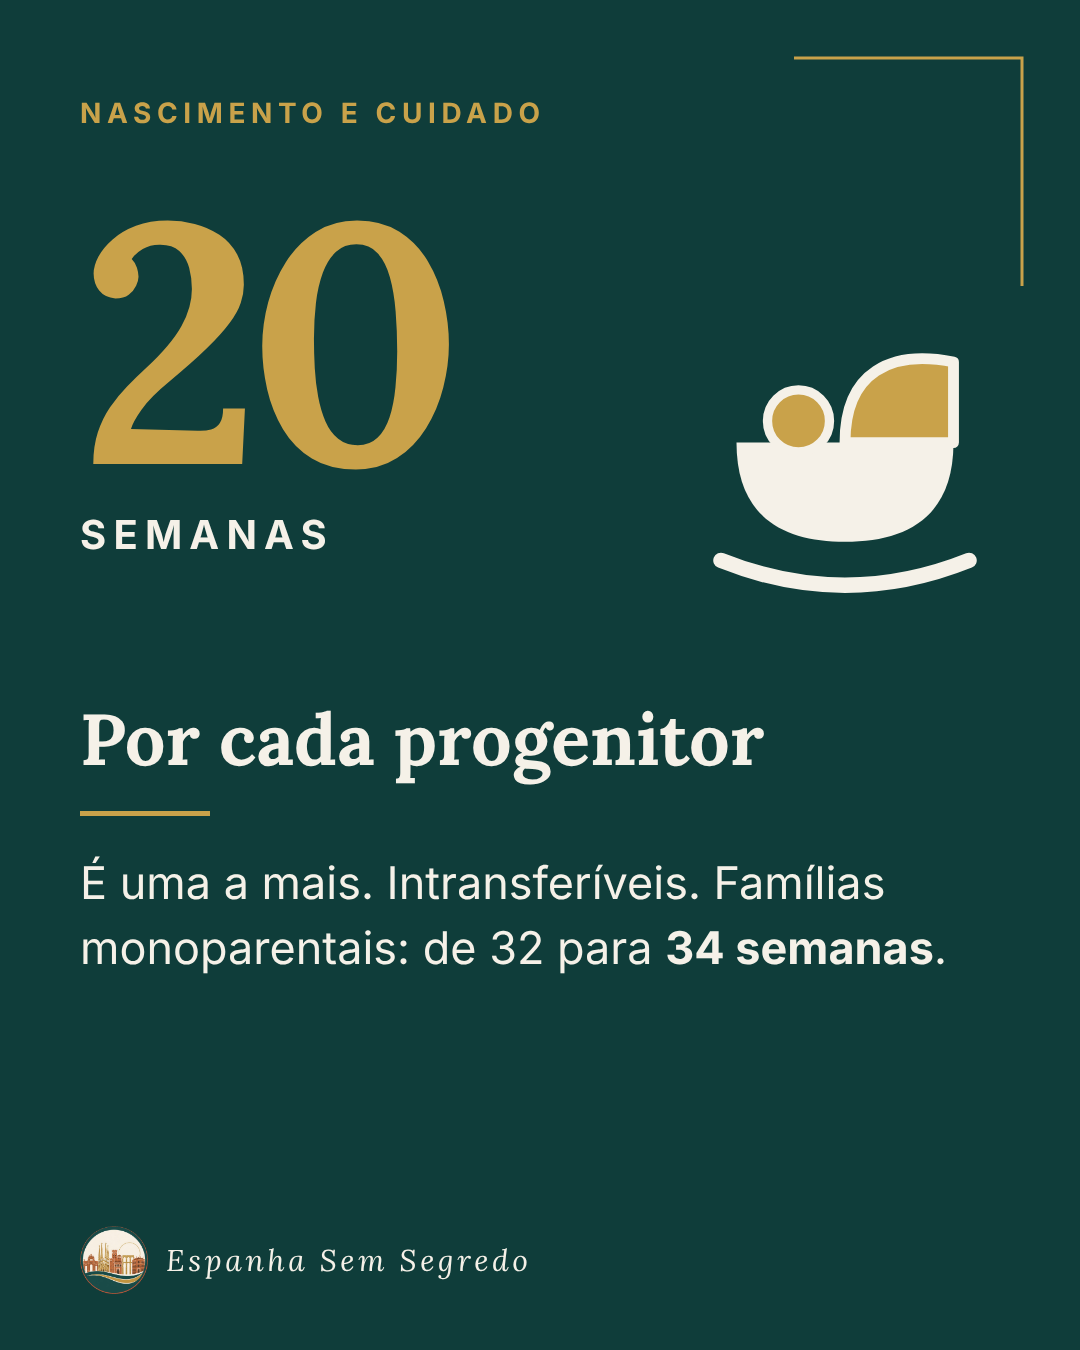 NASCIMENTO E CUIDADO
20
SEMANAS
Por cada progenitor
É uma a mais. Intransferíveis. Famílias
monoparentais: de 32 para 34 semanas.
Espanha Sem Segredo